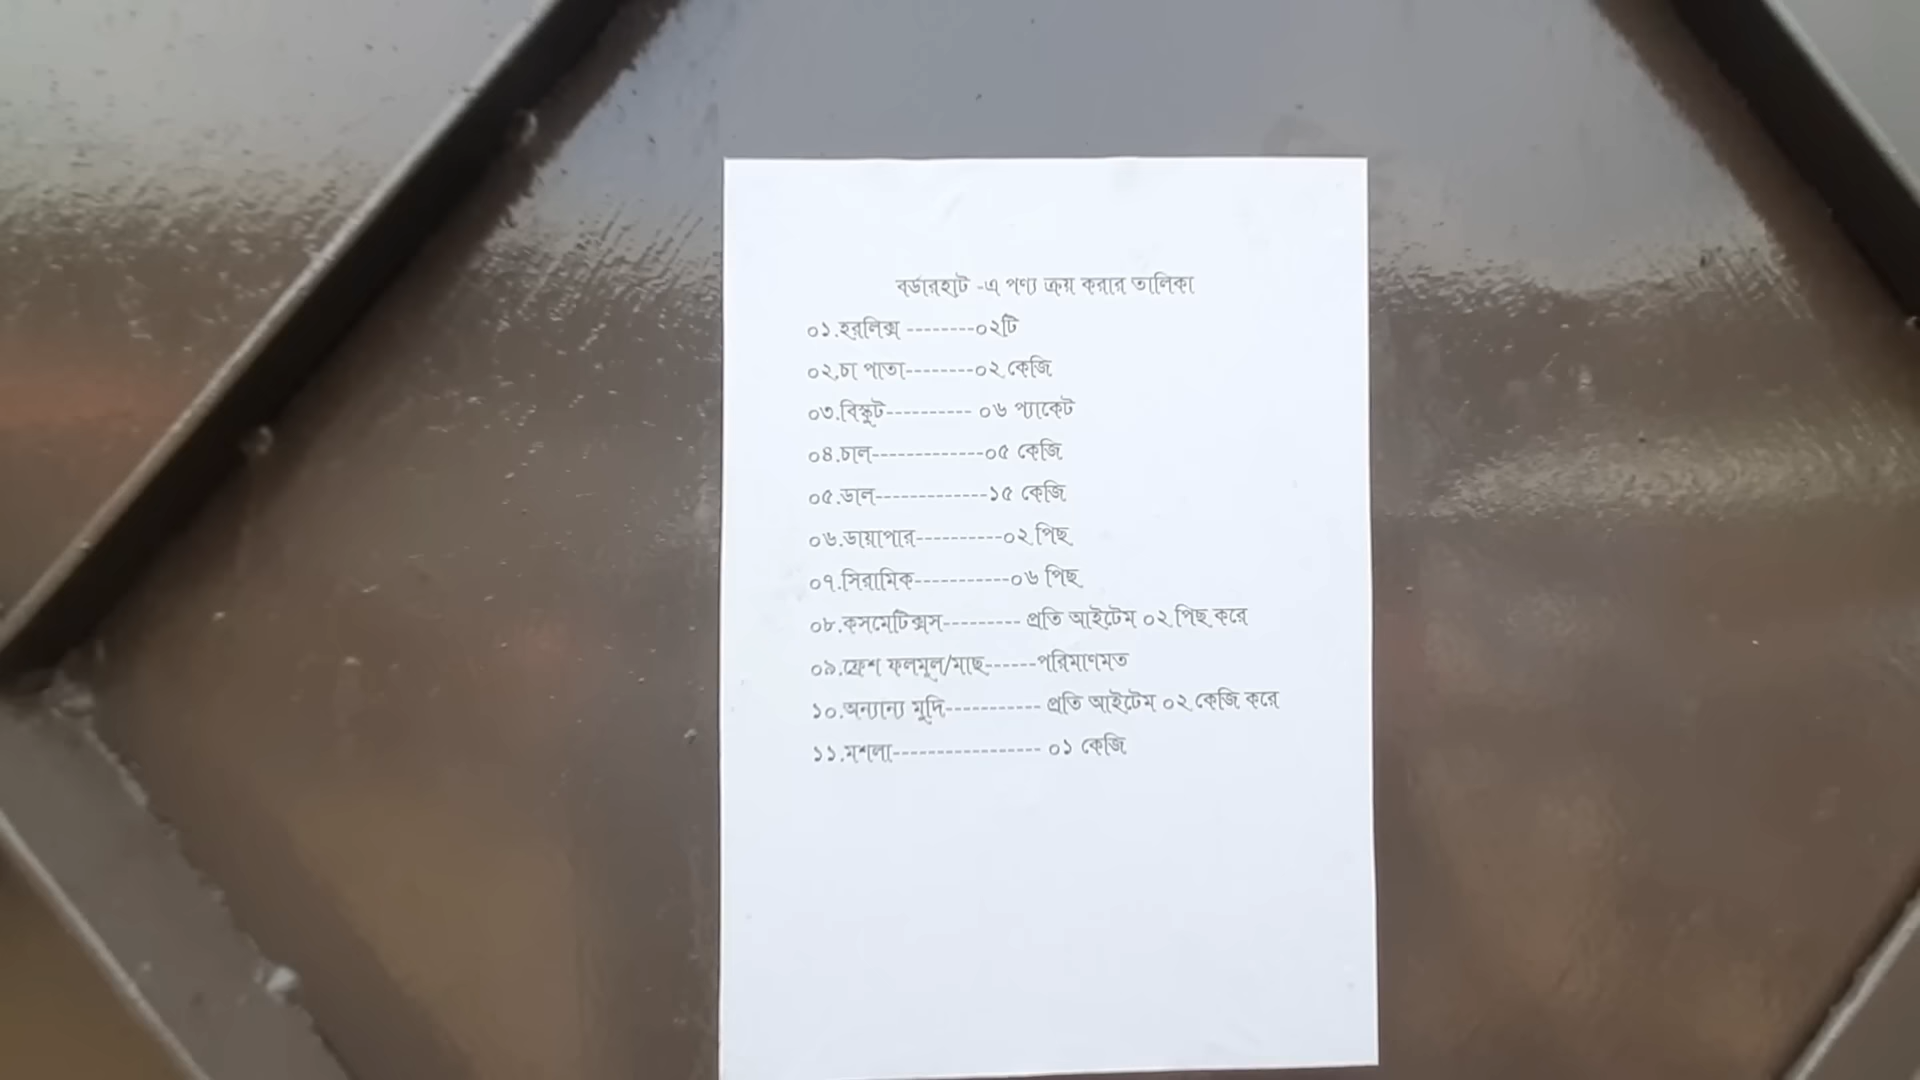 বর্ডারহাট -এ পণ্য ক্রয় করার তালিকা
০১.হরলিক্স --------০২টি
০২.চা পাতা--------০২ কেজি
০৩.বিস্কুট---------- ০৬ প্যাকেট
০৪.চাল-------------০৫ কেজি
০৫.ডাল-------------১৫ কেজি
০৬.ডায়াপার----------০২ পিছ
০৭.সিরামিক-----------০৬ পিছ
০৮.কসমেটিক্সস--------- প্রতি আইটেম ০২ পিছ করে
০৯.ফ্রেশ ফলমূল/মাছ------পরিমাণমত
১০.অন্যান্য মুদি----------- প্রতি আইটেম ০২ কেজি করে
১১.মশলা----------------- ০১ কেজি